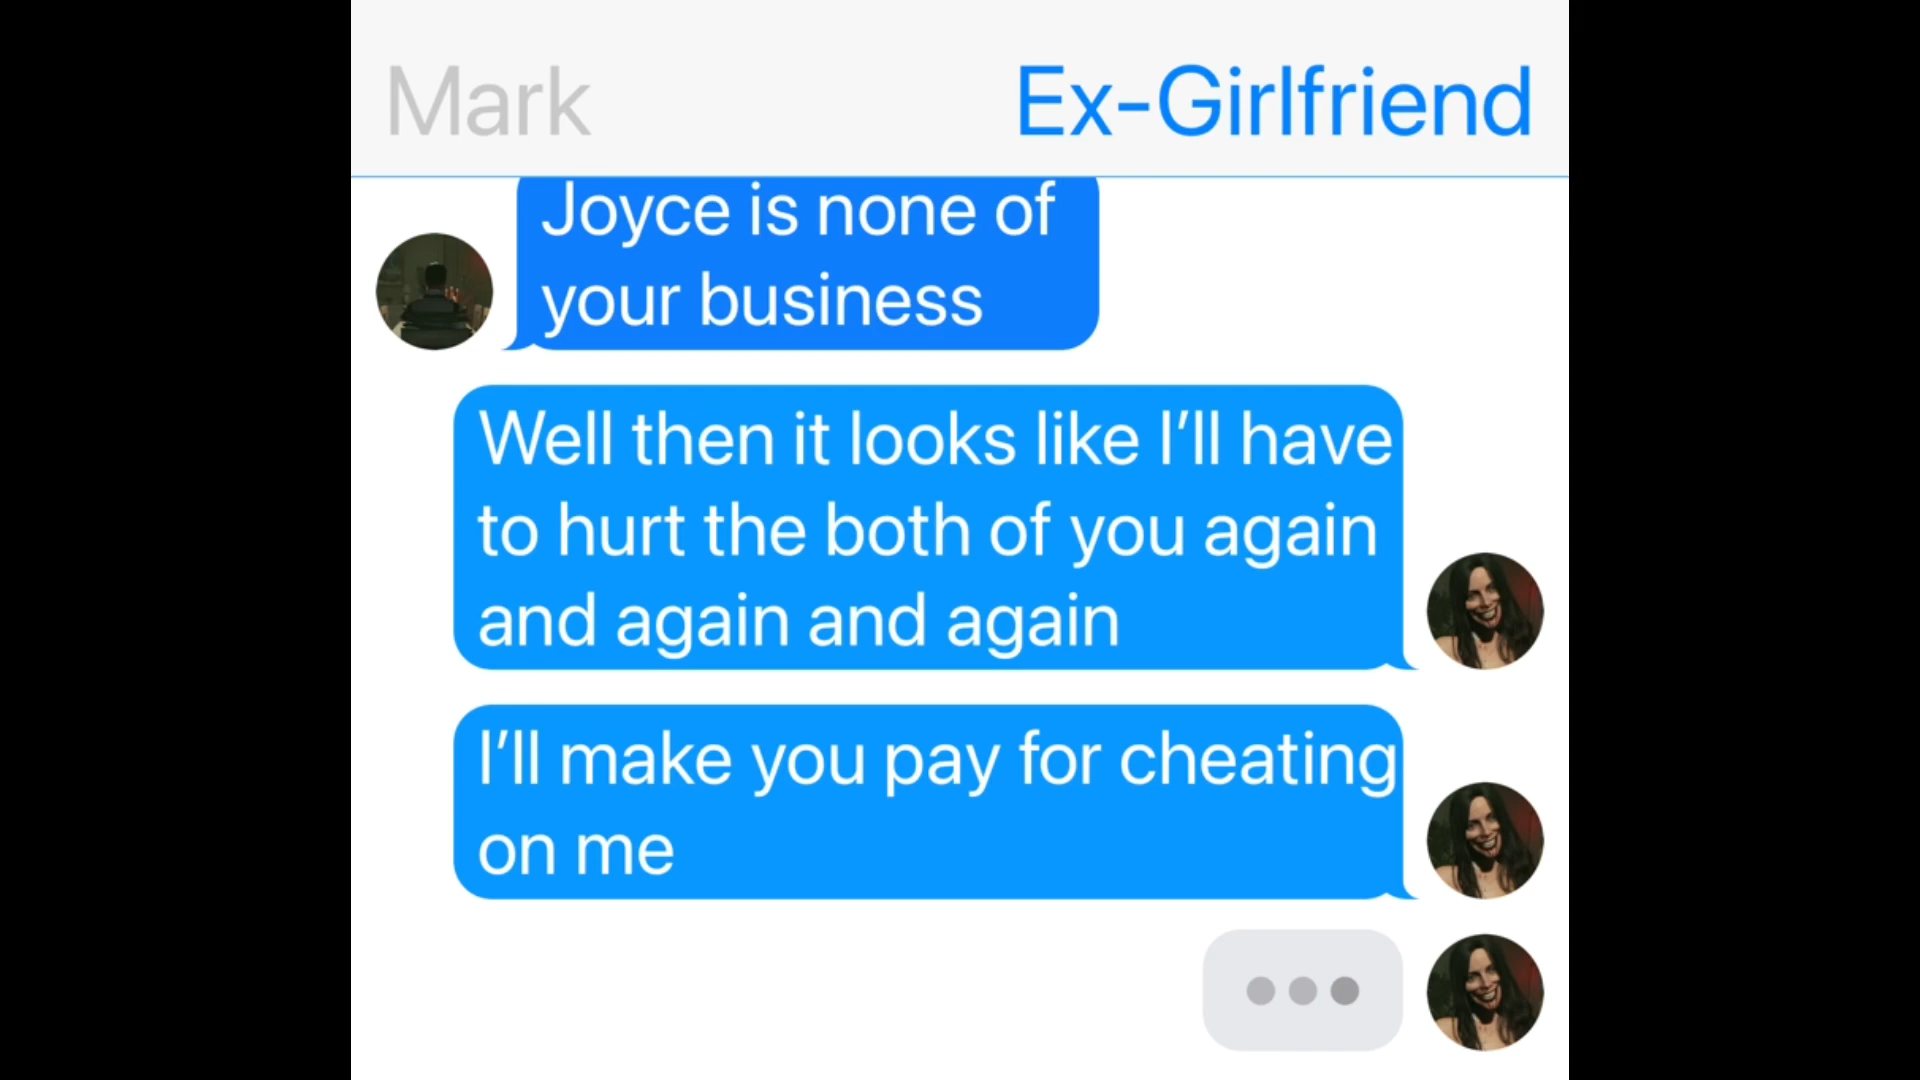 Mark
Ex-Girlfriend
Joyce is none of
your business
Well then it looks like I’ll have
to hurt the both of you again
and again and again
I’ll make you pay for cheating
on me